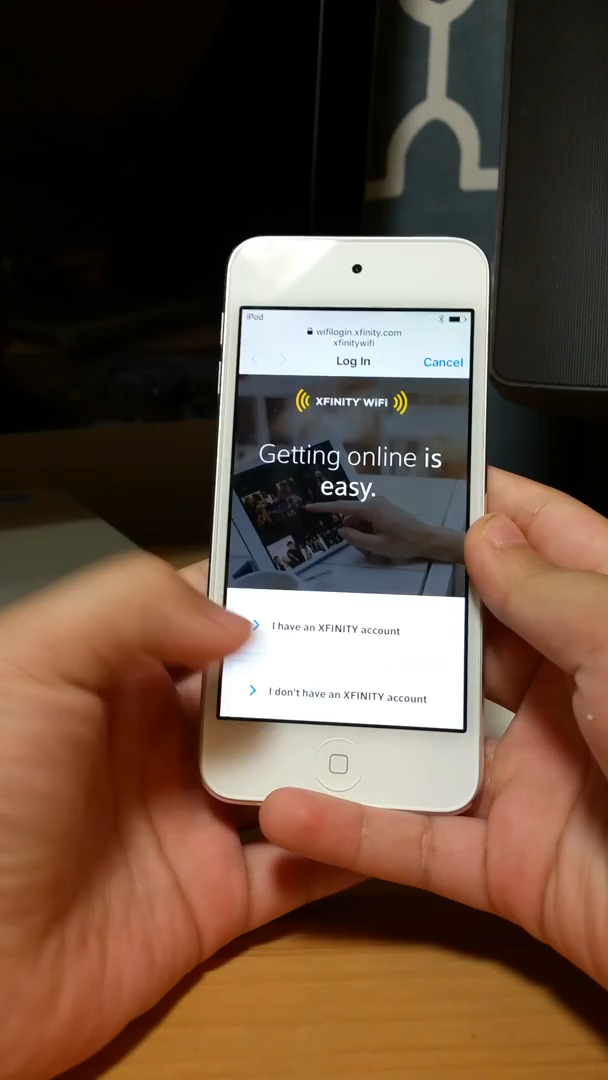 iPod
wifilogin.xfinity.com
xfinitywifi
Log In
Cancel
XFINITY WiFi
Getting online is
easy.
I have an XFINITY account
I don't have an XFINITY account